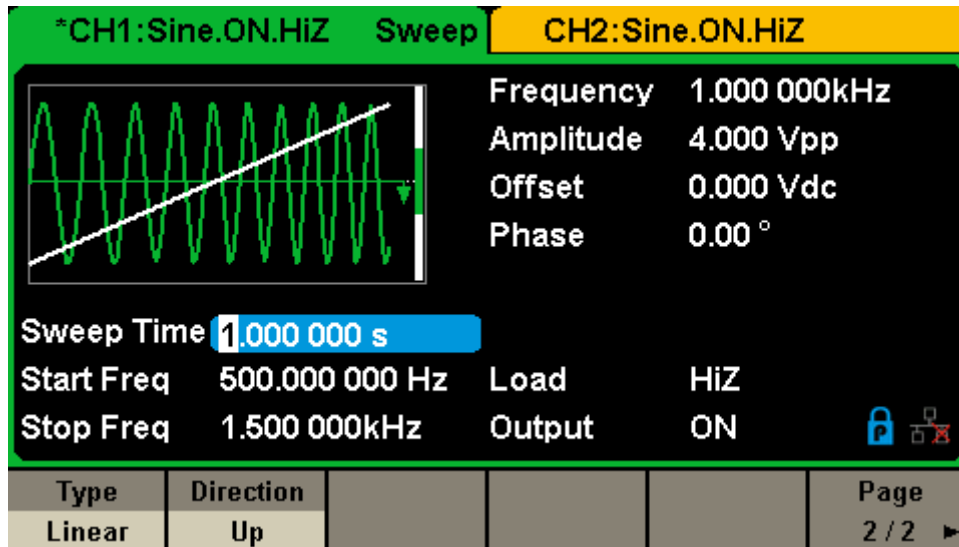 *CH1:Sine.ON.HiZ Sweep CH2:Sine.ON.HiZ
Frequency 1.000 000kHz
Amplitude 4.000 Vpp
Offset 0.000 Vdc
Phase 0.00 °
Sweep Time 1.000 000 s
Start Freq 500.000 000 Hz Load HiZ
Stop Freq 1.500 000kHz Output ON P
Type Direction Page
Linear Up 2 / 2 ►